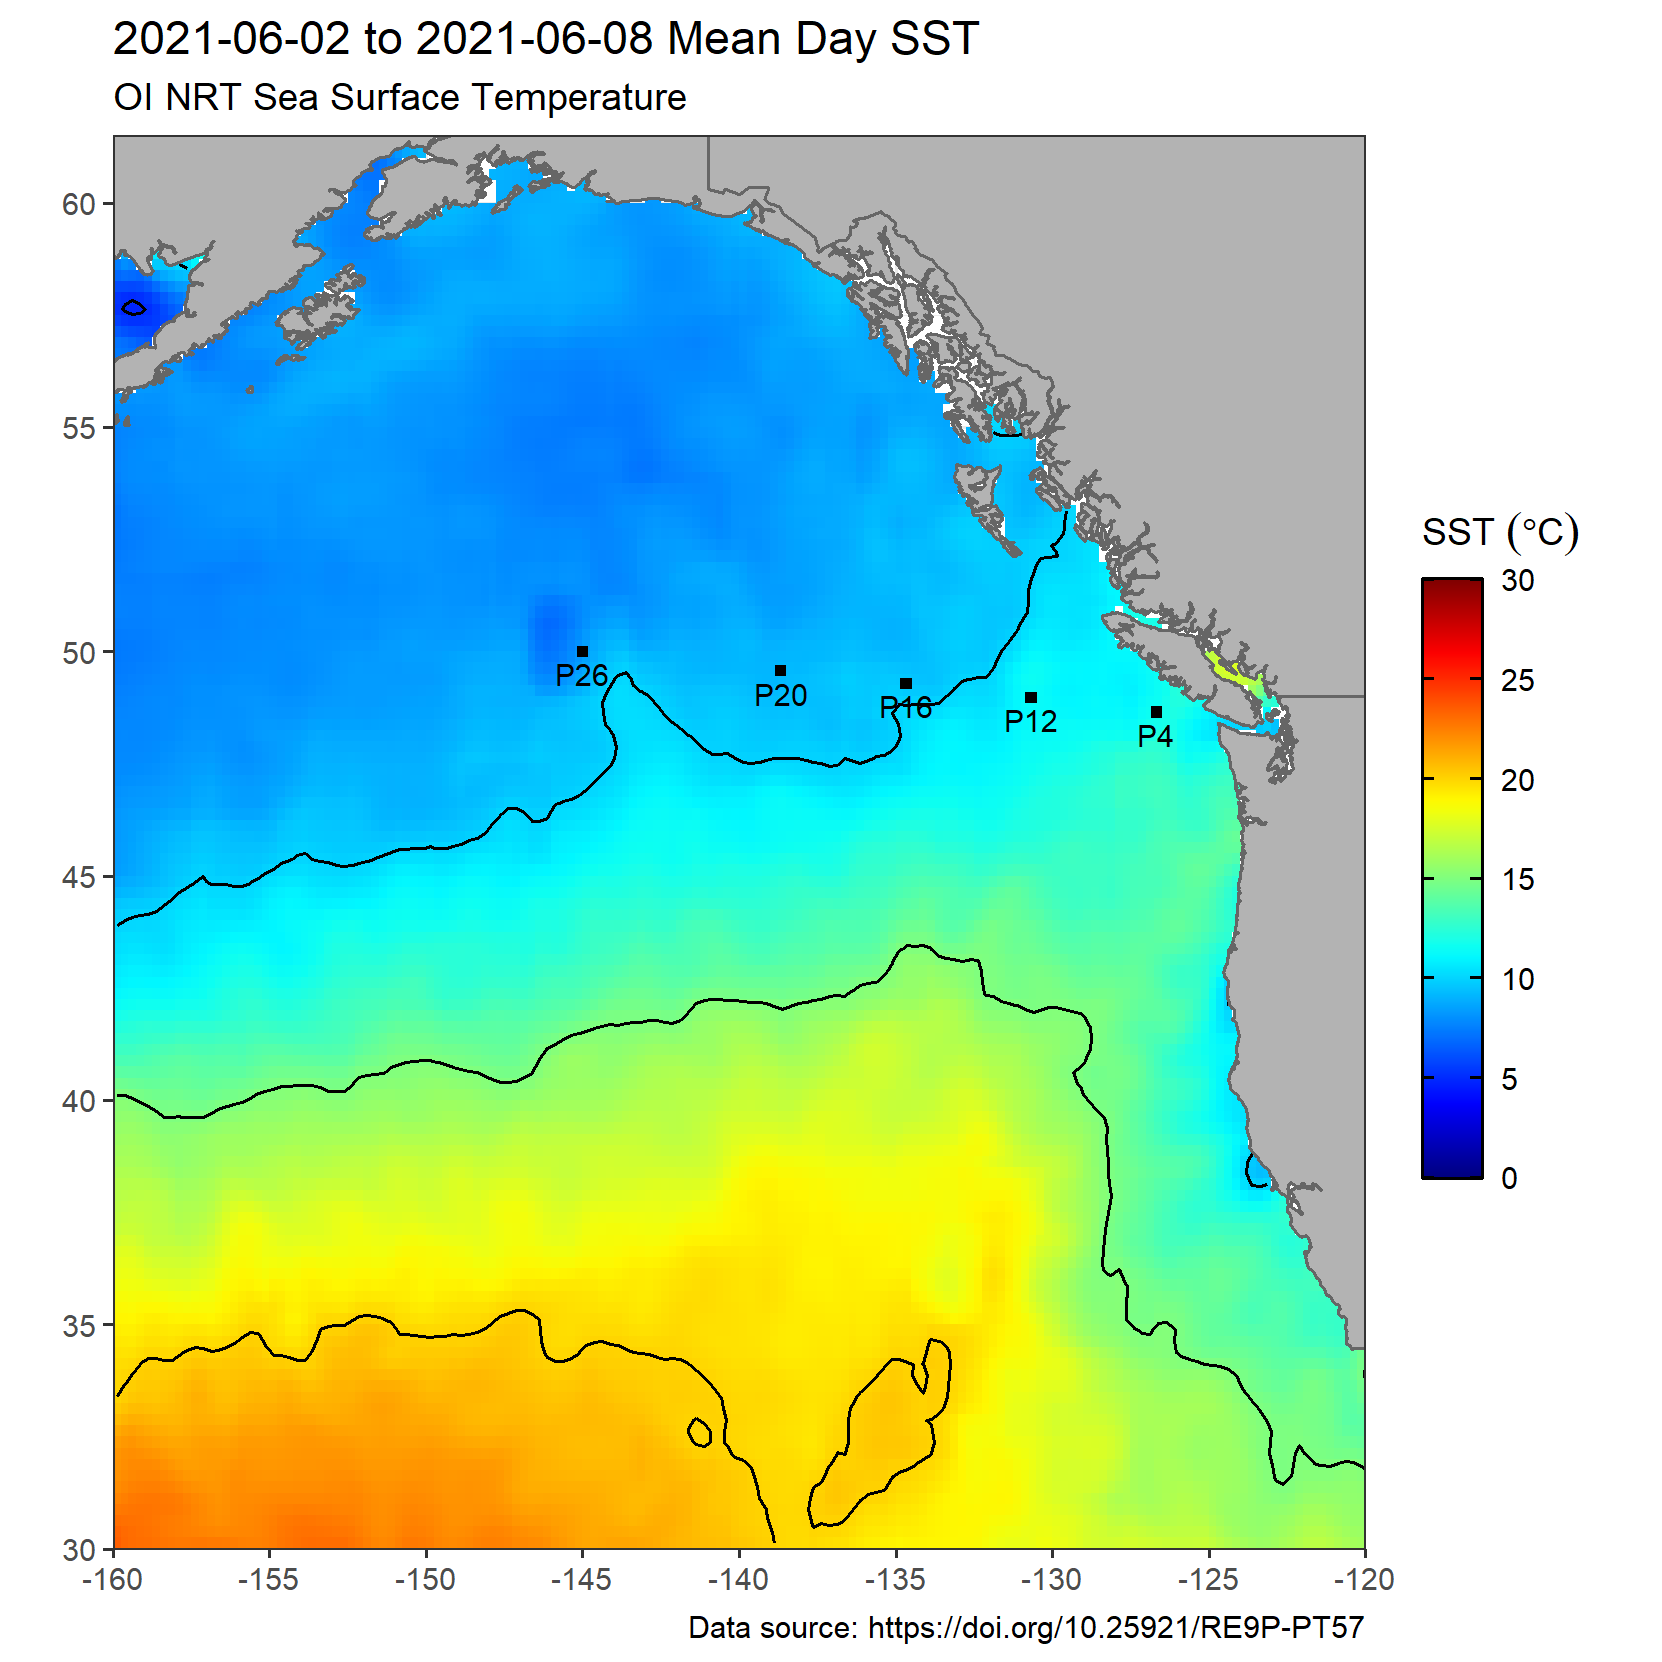 2021-06-02 to 2021-06-08 Mean Day SST
OI NRT Sea Surface Temperature
60
55
50
45
40
35
30
P26
P20
P16
P12
P4
-160
-155
-150
-145
-140
-135
-130
-125
-120
SST (°C)
30
25
20
15
10
5
0
Data source: https://doi.org/10.25921/RE9P-PT57